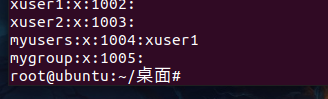 xuser1:x:1002:
xuser2:x:1003:
myusers:x:1004:xuser1
mygroup:x:1005:
root@ubuntu:~/桌面#